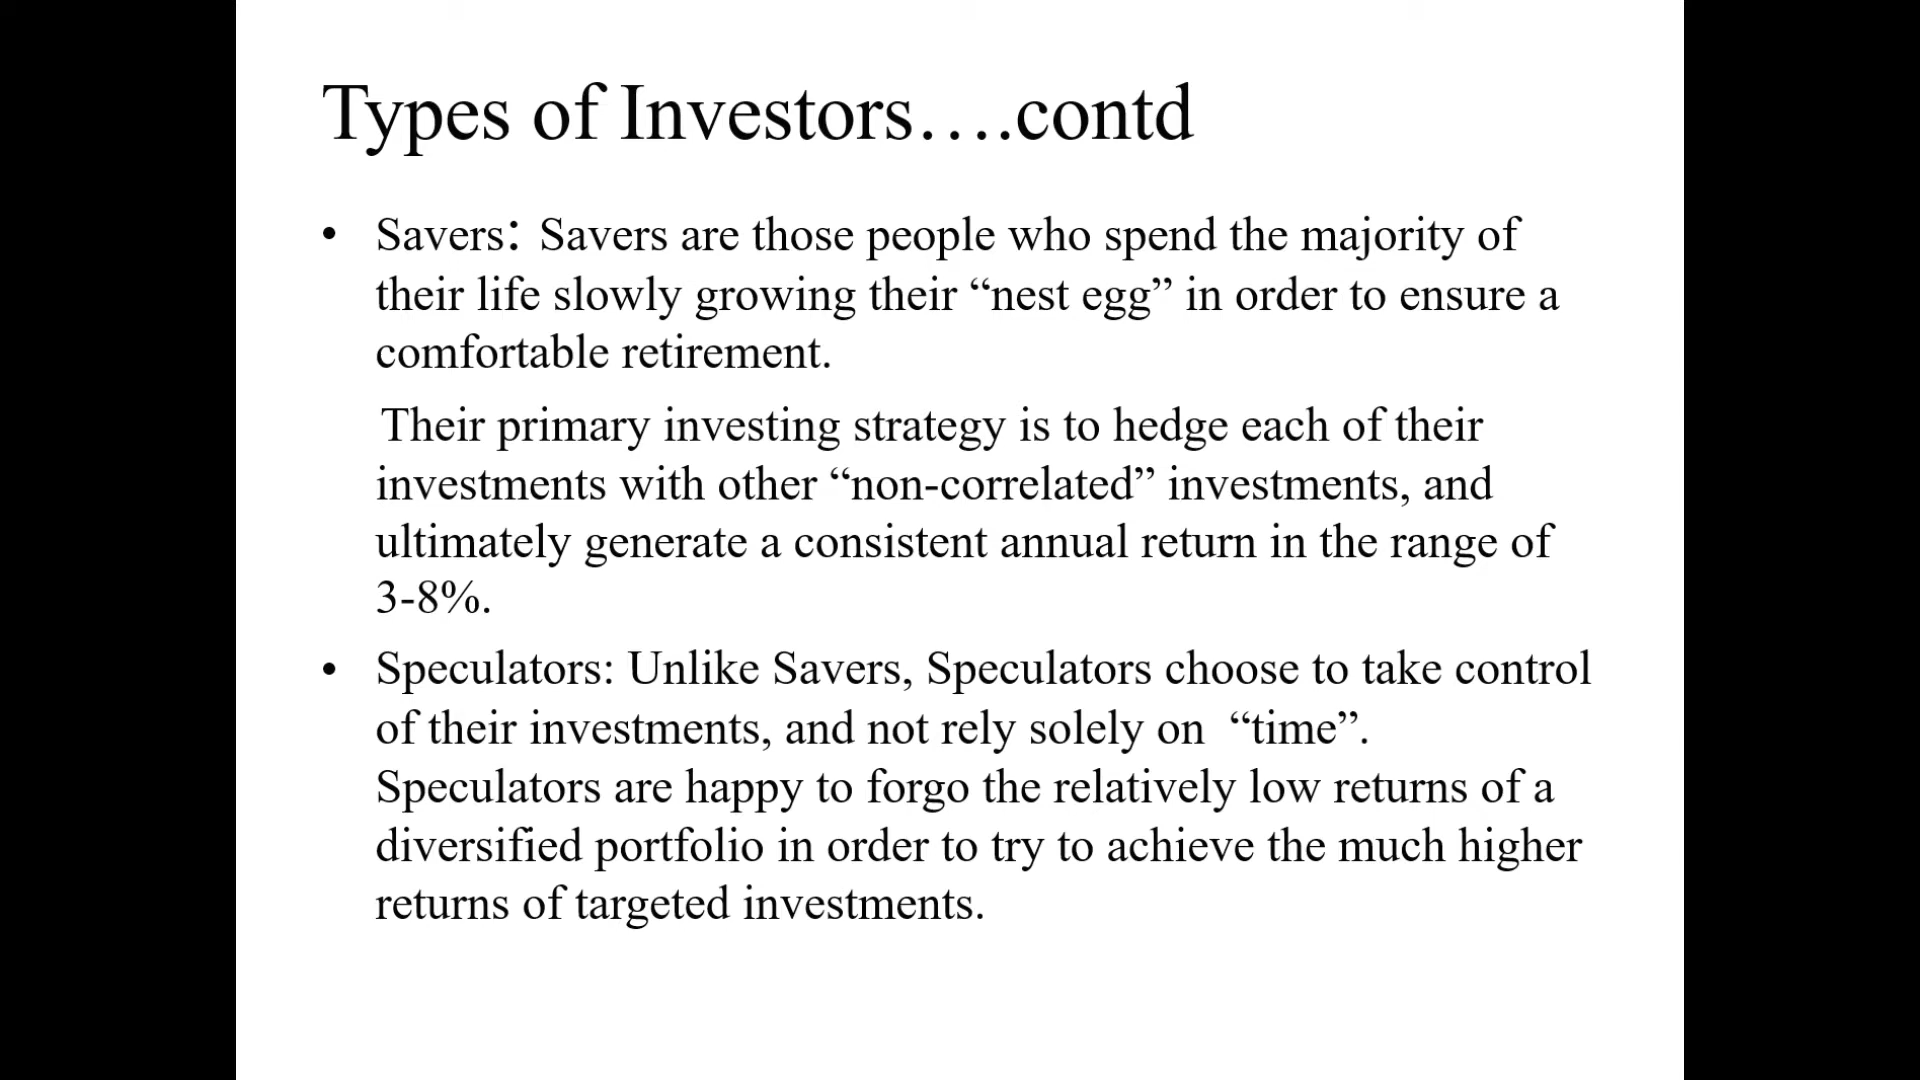 Types of Investors….contd
• Savers: Savers are those people who spend the majority of
their life slowly growing their “nest egg” in order to ensure a
comfortable retirement.
Their primary investing strategy is to hedge each of their
investments with other “non-correlated” investments, and
ultimately generate a consistent annual return in the range of
3-8%.
• Speculators: Unlike Savers, Speculators choose to take control
of their investments, and not rely solely on “time”.
Speculators are happy to forgo the relatively low returns of a
diversified portfolio in order to try to achieve the much higher
returns of targeted investments.